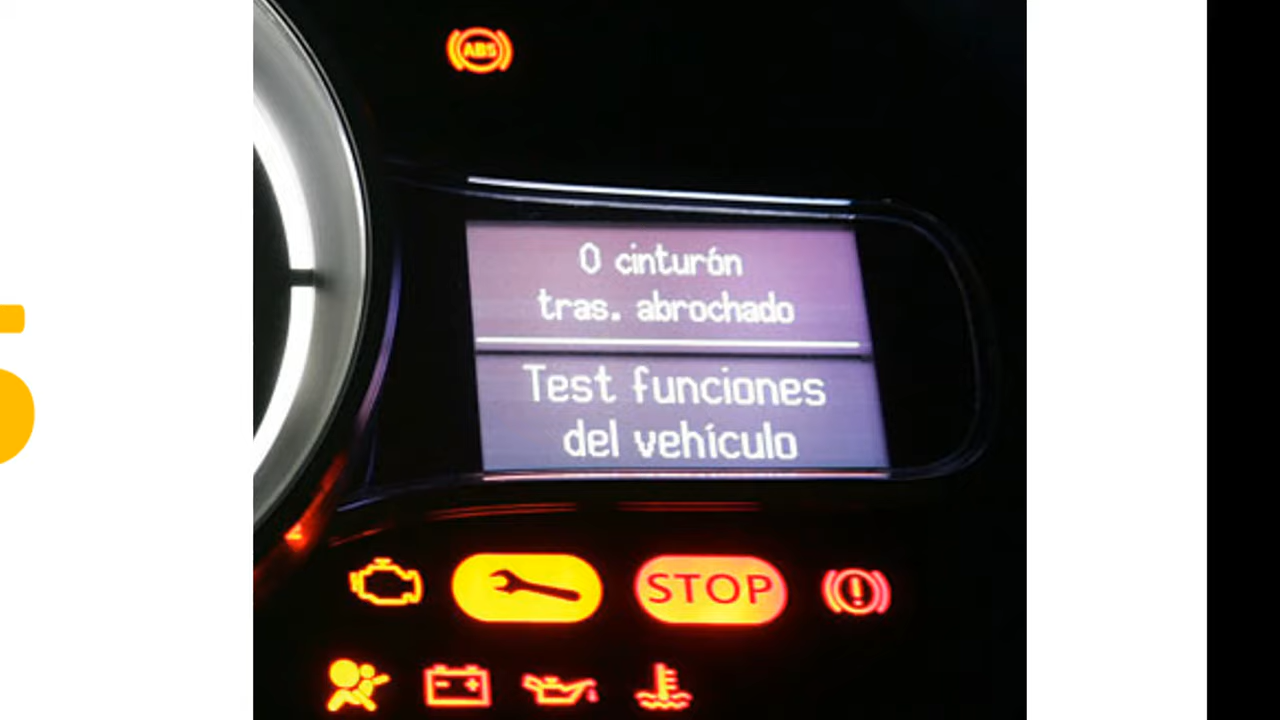 ABS
0 cinturón
tras. abrochado
Test funciones
del vehículo
STOP